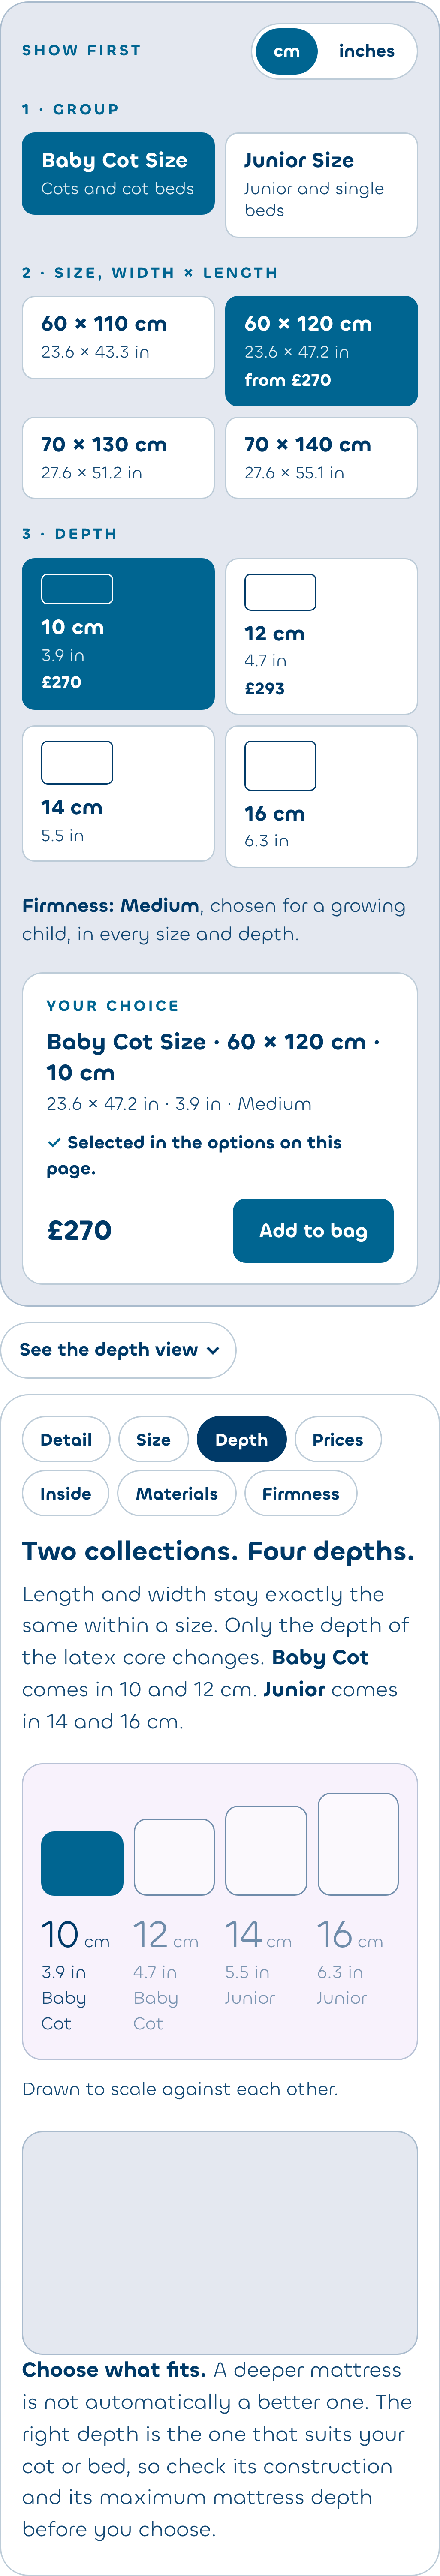 SHOW FIRST
cm
inches
1 · GROUP
Baby Cot Size
Cots and cot beds
Junior Size
Junior and single
beds
2 · SIZE, WIDTH × LENGTH
60 × 110 cm
23.6 × 43.3 in
60 × 120 cm
23.6 × 47.2 in
from £270
70 × 130 cm
27.6 × 51.2 in
70 × 140 cm
27.6 × 55.1 in
3 · DEPTH
10 cm
3.9 in
£270
12 cm
4.7 in
£293
14 cm
5.5 in
16 cm
6.3 in
Firmness: Medium, chosen for a growing
child, in every size and depth.
YOUR CHOICE
Baby Cot Size · 60 × 120 cm ·
10 cm
23.6 × 47.2 in · 3.9 in · Medium
✓ Selected in the options on this
page.
£270
Add to bag
See the depth view
Detail
Size
Depth
Prices
Inside
Materials
Firmness
Two collections. Four depths.
Length and width stay exactly the
same within a size. Only the depth of
the latex core changes. Baby Cot
comes in 10 and 12 cm. Junior comes
in 14 and 16 cm.
10 cm
3.9 in
Baby
Cot
12 cm
4.7 in
Baby
Cot
14 cm
5.5 in
Junior
16 cm
6.3 in
Junior
Drawn to scale against each other.
Choose what fits. A deeper mattress
is not automatically a better one. The
right depth is the one that suits your
cot or bed, so check its construction
and its maximum mattress depth
before you choose.